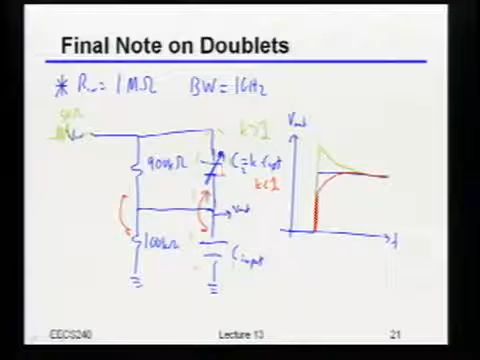 Final Note on Doublets
* Rin = 1MΩ BW = 1GHz
50Ω
k>1
Vout
900kΩ
C2 = k·Cinput
k<1
Vout
100kΩ
Cinput
t
EECS240
Lecture 13
21